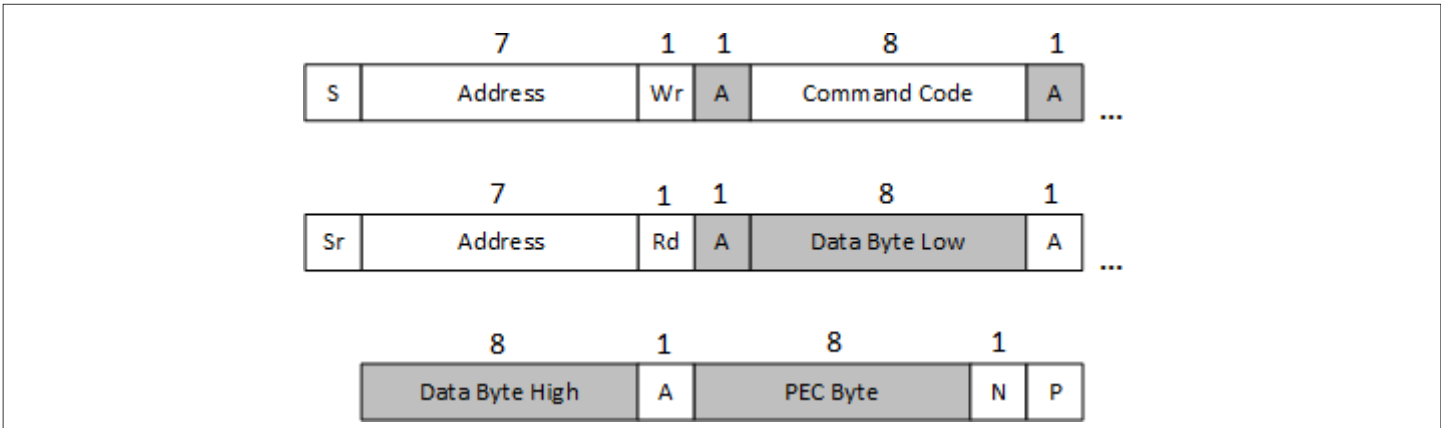 7 1 1 8 1
S Address Wr A Command Code A ...
7 1 1 8 1
Sr Address Rd A Data Byte Low A ...
8 1 8 1
Data Byte High A PEC Byte N P